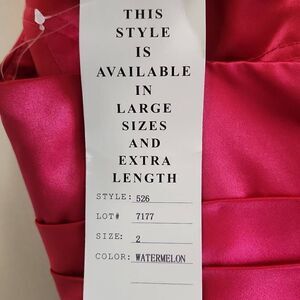 THIS
STYLE
IS
AVAILABLE
IN
LARGE
SIZES
AND
EXTRA
LENGTH
STYLE: 526
LOT# 7177
SIZE: 2
COLOR: WATERMELON